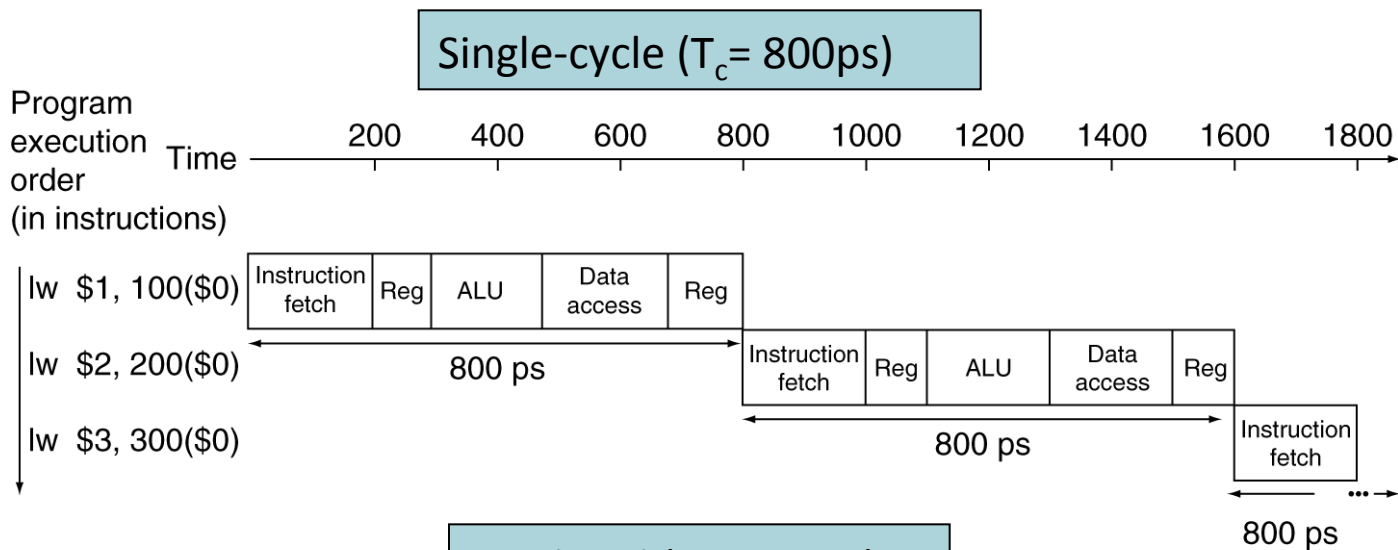 Single-cycle (Tc= 800ps)
Program
execution
order
(in instructions)
Time
200 400 600 800 1000 1200 1400 1600 1800
lw $1, 100($0)
Instruction
fetch
Reg
ALU
Data
access
Reg
800 ps
lw $2, 200($0)
Instruction
fetch
Reg
ALU
Data
access
Reg
800 ps
lw $3, 300($0)
Instruction
fetch
...
800 ps